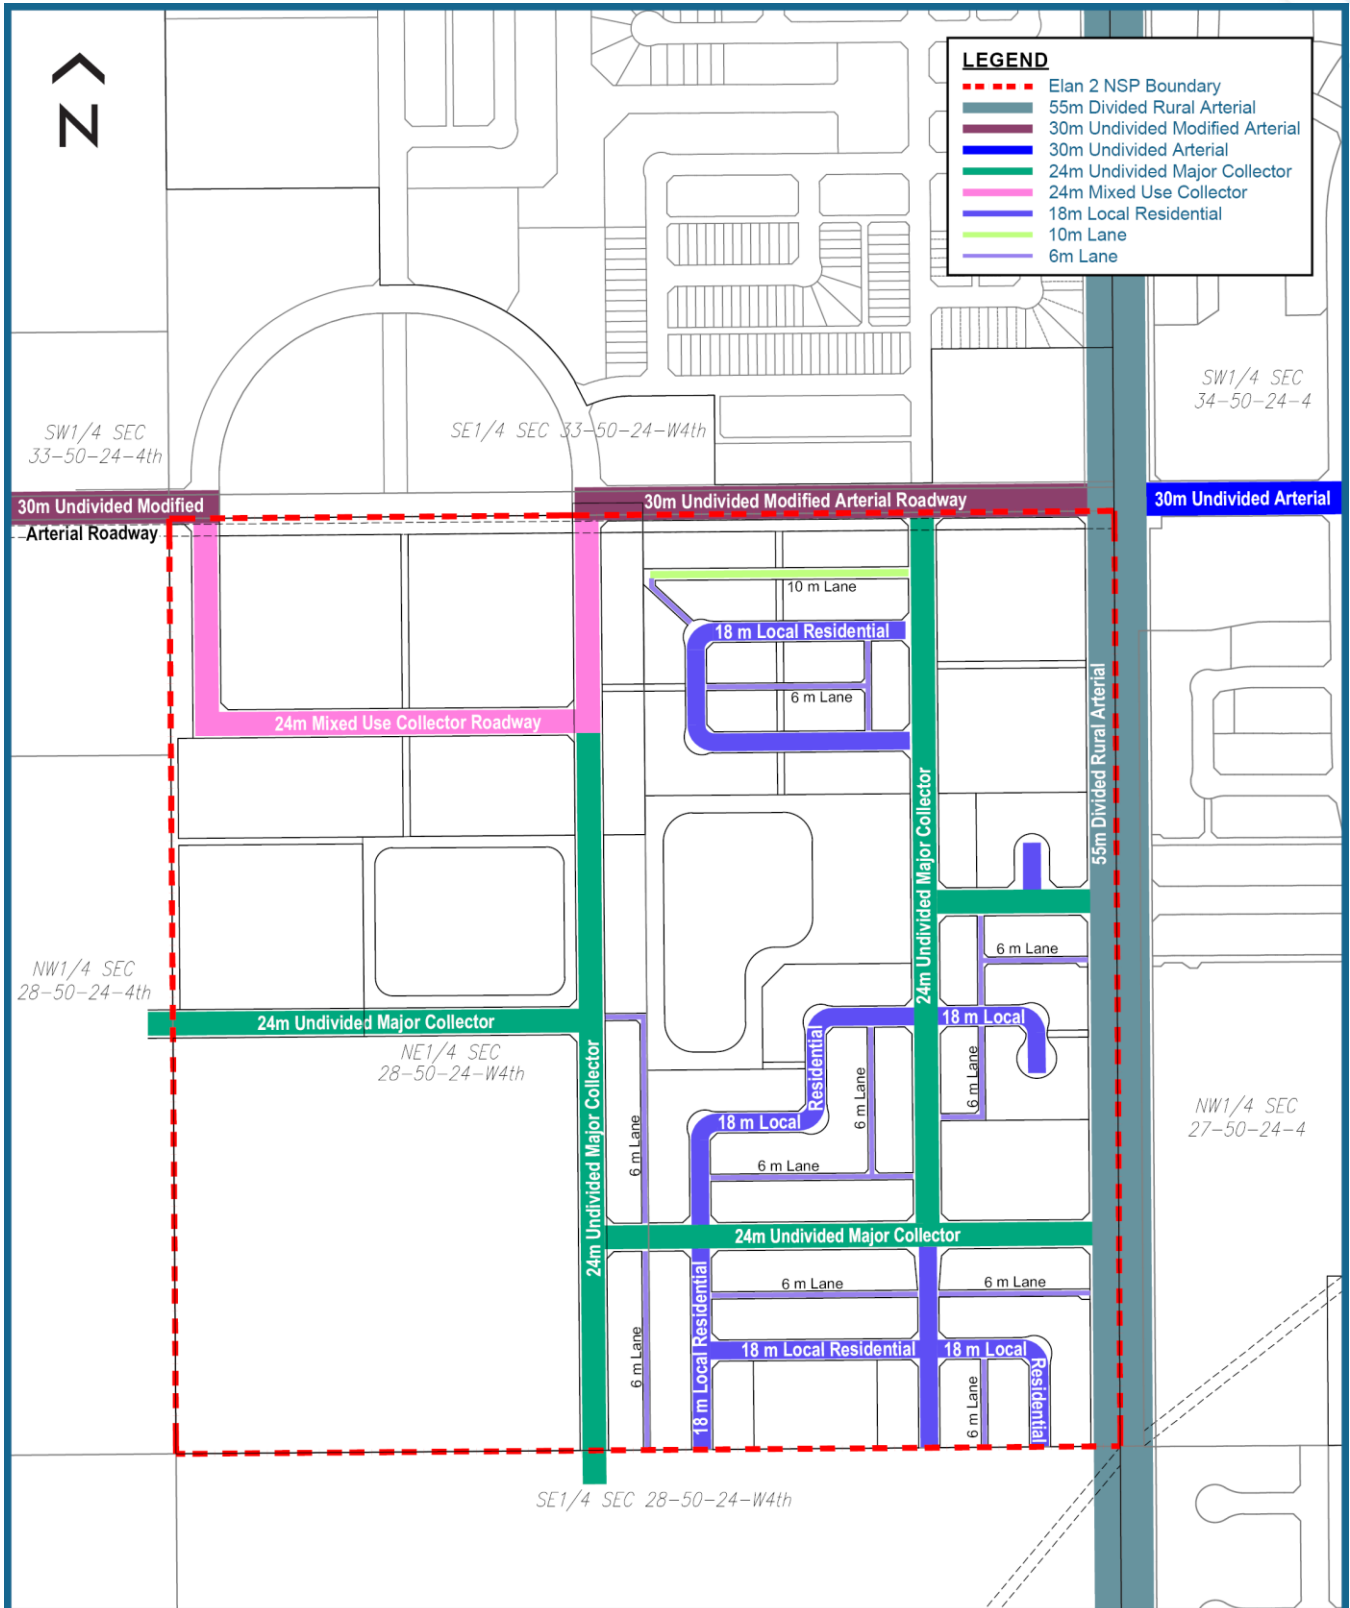 N
LEGEND
Elan 2 NSP Boundary
55m Divided Rural Arterial
30m Undivided Modified Arterial
30m Undivided Arterial
24m Undivided Major Collector
24m Mixed Use Collector
18m Local Residential
10m Lane
6m Lane
SW1/4 SEC
34-50-24-4
SW1/4 SEC
33-50-24-4th
SE1/4 SEC 33-50-24-W4th
30m Undivided Modified
Arterial Roadway
30m Undivided Modified Arterial Roadway
30m Undivided Arterial
10 m Lane
18 m Local Residential
6 m Lane
24m Mixed Use Collector Roadway
55m Divided Rural Arterial
24m Undivided Major Collector
6 m Lane
NW1/4 SEC
28-50-24-4th
24m Undivided Major Collector
18 m Local
Residential
NE1/4 SEC
28-50-24-W4th
24m Undivided Major Collector
6 m Lane
6 m Lane
6 m Lane
18 m Local
6 m Lane
NW1/4 SEC
27-50-24-4
24m Undivided Major Collector
6 m Lane
6 m Lane
18 m Local Residential
6 m Lane
18 m Local Residential
18 m Local
Residential
6 m Lane
SE1/4 SEC 28-50-24-W4th